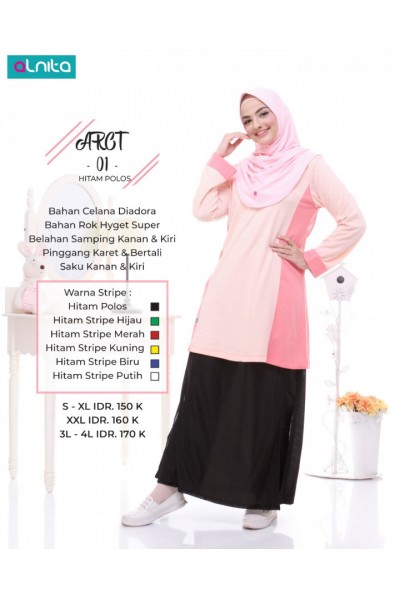 alnita
AROT
- 01 -
HITAM POLOS
Bahan Celana Diadora
Bahan Rok Hyget Super
Belahan Samping Kanan & Kiri
Pinggang Karet & Bertali
Saku Kanan & Kiri
Warna Stripe :
Hitam Polos
Hitam Stripe Hijau
Hitam Stripe Merah
Hitam Stripe Kuning
Hitam Stripe Biru
Hitam Stripe Putih
S - XL IDR. 150 K
XXL IDR. 160 K
3L - 4L IDR. 170 K